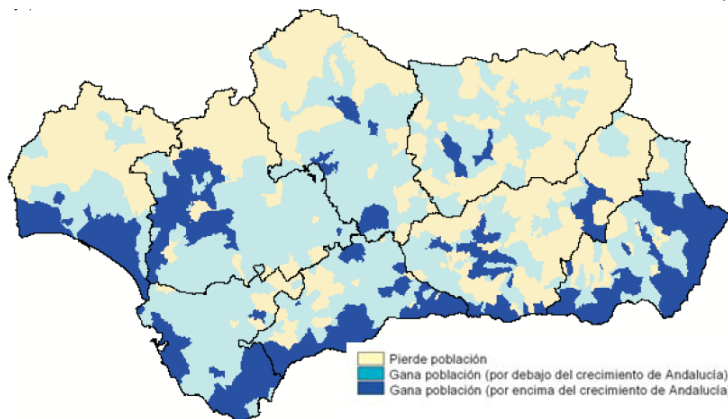 Pierde población
Gana población (por debajo del crecimiento de Andalucía)
Gana población (por encima del crecimiento de Andalucía